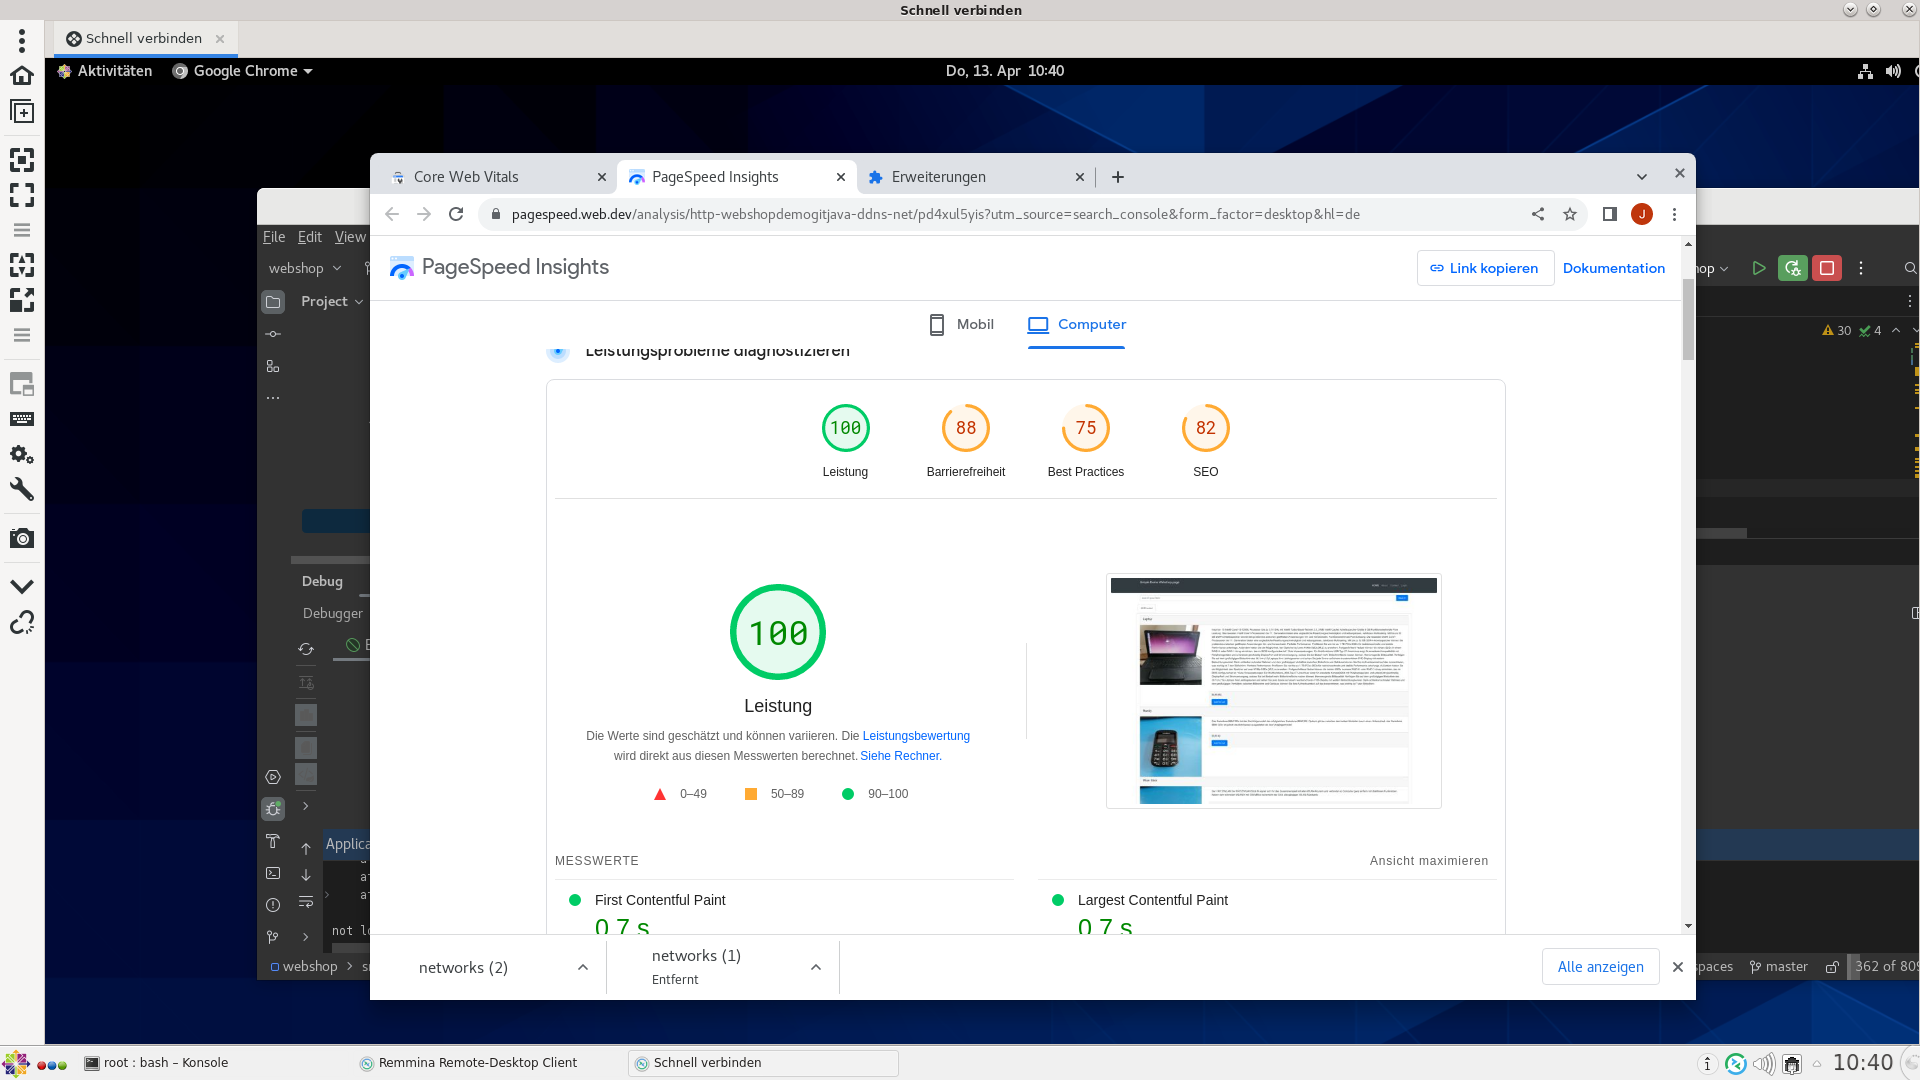 Schnell verbinden
Schnell verbinden
Aktivitäten
Google Chrome
Do, 13. Apr 10:40
Core Web Vitals
PageSpeed Insights
Erweiterungen
pagespeed.web.dev/analysis/http-webshopdemogitjava-ddns-net/pd4xul5yis?utm_source=search_console&form_factor=desktop&hl=de
J
File Edit View
webshop
Project
PageSpeed Insights
Link kopieren
Dokumentation
30
4
Mobil
Computer
Leistungsprobleme diagnostizieren
100
88
75
82
Leistung
Barrierefreiheit
Best Practices
SEO
100
Leistung
Die Werte sind geschätzt und können variieren. Die Leistungsbewertung
wird direkt aus diesen Messwerten berechnet. Siehe Rechner.
0–49
50–89
90–100
Debug
Debugger
MESSWERTE
Ansicht maximieren
First Contentful Paint
0,7 s
Largest Contentful Paint
0,7 s
Applica
not lo
networks (2)
networks (1)
Entfernt
Alle anzeigen
webshop
spaces
master
362 of 809
root : bash – Konsole
Remmina Remote-Desktop Client
Schnell verbinden
1
10:40